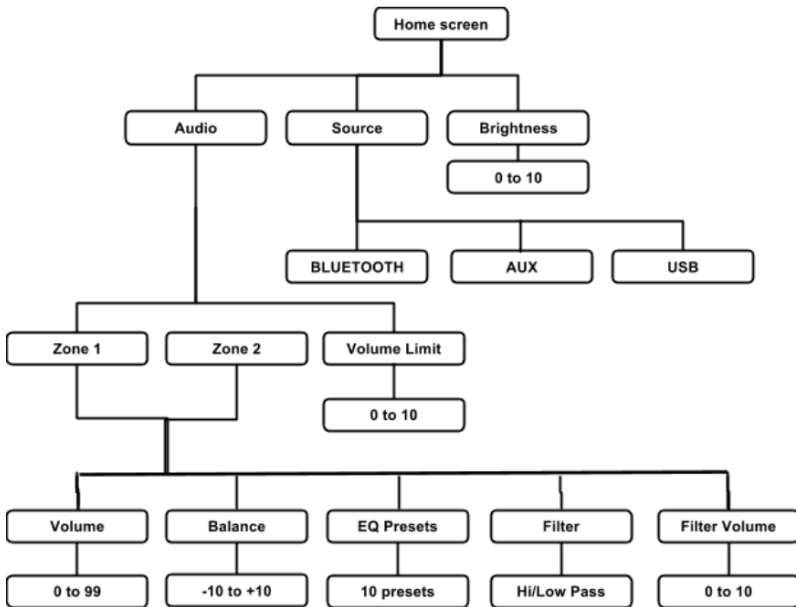 Home screen
Audio
Source
Brightness
0 to 10
BLUETOOTH
AUX
USB
Zone 1
Zone 2
Volume Limit
0 to 10
Volume
Balance
EQ Presets
Filter
Filter Volume
0 to 99
-10 to +10
10 presets
Hi/Low Pass
0 to 10